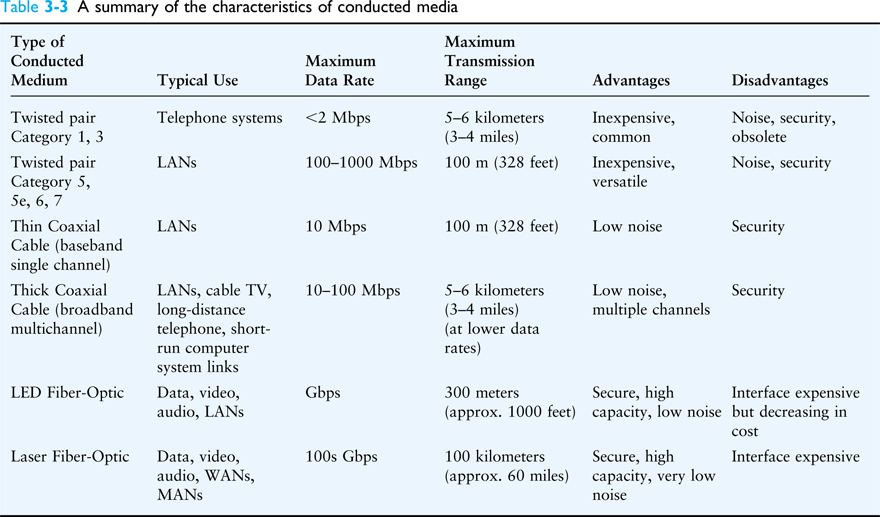 Table 3-3 A summary of the characteristics of conducted media
Type of Conducted Medium Typical Use Maximum Data Rate Maximum Transmission Range Advantages Disadvantages
Twisted pair Telephone systems <2 Mbps 5–6 kilometers Inexpensive, Noise, security,
Category 1, 3 (3–4 miles) common obsolete
Twisted pair LANs 100–1000 Mbps 100 m (328 feet) Inexpensive, Noise, security
Category 5, versatile
5e, 6, 7
Thin Coaxial LANs 10 Mbps 100 m (328 feet) Low noise Security
Cable (baseband
single channel)
Thick Coaxial LANs, cable TV, 10–100 Mbps 5–6 kilometers Low noise, Security
Cable (broadband long-distance (3–4 miles) multiple channels
multichannel) telephone, short- (at lower data
run computer rates)
system links
LED Fiber-Optic Data, video, Gbps 300 meters Secure, high Interface expensive
audio, LANs (approx. 1000 feet) capacity, low noise but decreasing in
cost
Laser Fiber-Optic Data, video, 100s Gbps 100 kilometers Secure, high Interface expensive
audio, WANs, (approx. 60 miles) capacity, very low
MANs noise